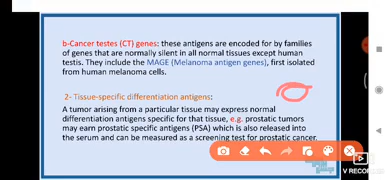 b-Cancer testes (CT) genes: these antigens are encoded for by families
of genes that are normally silent in all normal tissues except human
testis. They include the MAGE (Melanoma antigen genes), first isolated
from human melanoma cells.
2- Tissue-specific differentiation antigens:
A tumor arising from a particular tissue may express normal
differentiation antigens specific for that tissue, e.g. prostatic tumors
may earn prostatic specific antigens (PSA) which is also released into
the serum and can be measured as a screening test for prostatic cancer.
V RECORDER